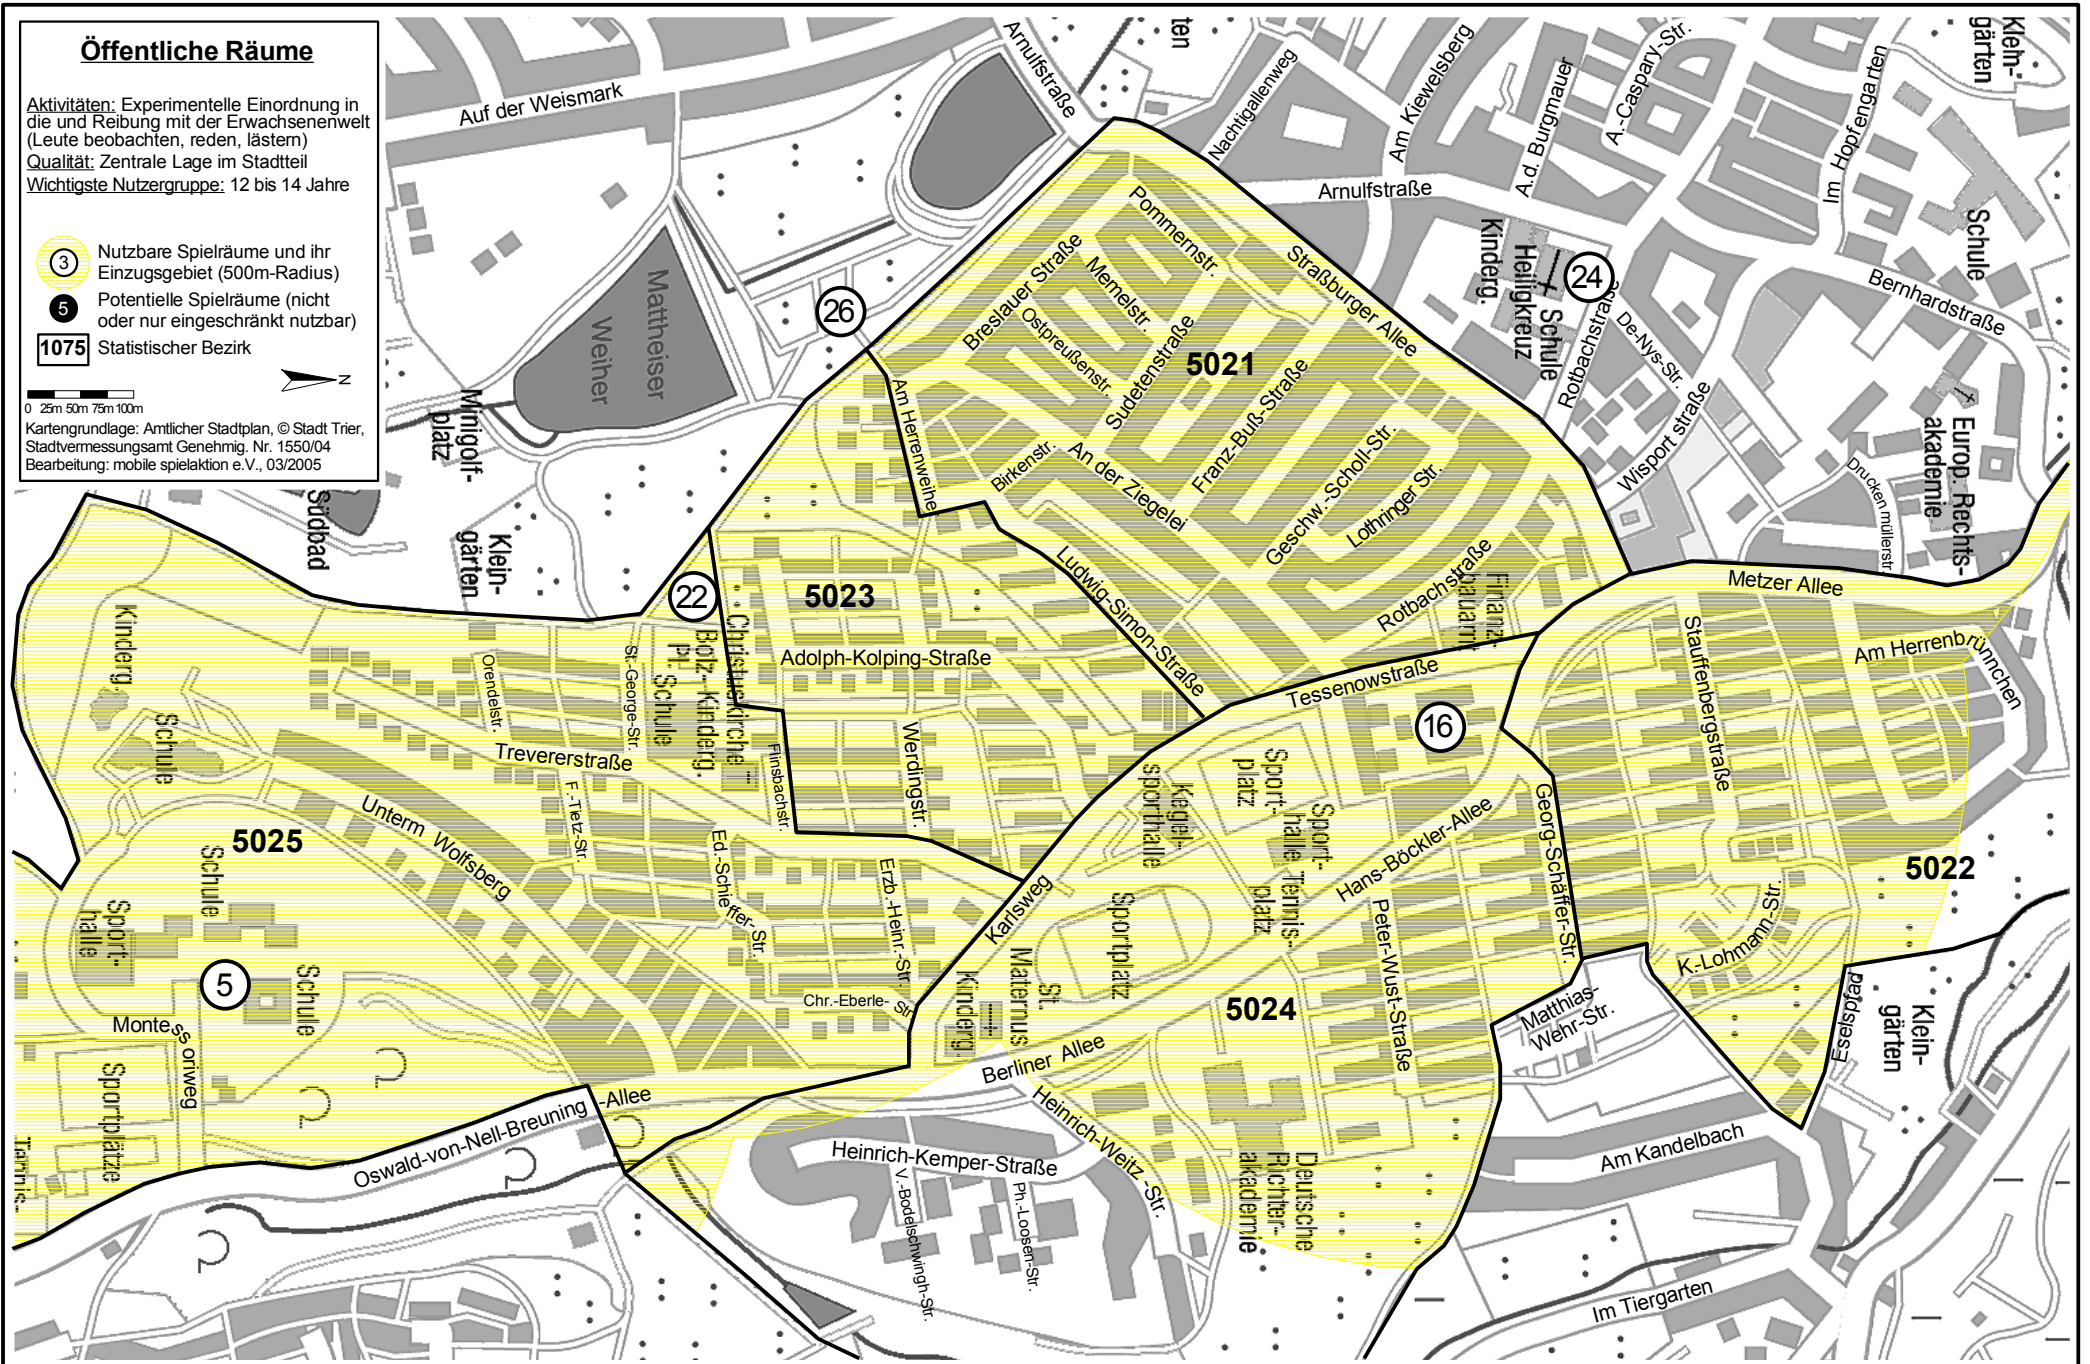 Öffentliche Räume
Aktivitäten: Experimentelle Einordnung in
die und Reibung mit der Erwachsenenwelt
(Leute beobachten, reden, lästern)
Qualität: Zentrale Lage im Stadtteil
Wichtigste Nutzergruppe: 12 bis 14 Jahre
3 Nutzbare Spielräume und ihr
Einzugsgebiet (500m-Radius)
5 Potentielle Spielräume (nicht
oder nur eingeschränkt nutzbar)
1075 Statistischer Bezirk
N
0 25m 50m 75m 100m
Kartengrundlage: Amtlicher Stadtplan, © Stadt Trier,
Stadtvermessungsamt Genehmig. Nr. 1550/04
Bearbeitung: mobile spielaktion e.V., 03/2005
Auf der Weismark
Arnulfstraße
ten
Nachtigallenweg
Am Kiewelsberg
A.d. Burgmauer
A.-Caspary-Str.
Im Hopfengarten
Klein-
gärten
Arnulfstraße
Kinderg.
Heiligkreuz
Schule
24
Schule
Bernhardstraße
Rotbachstraße
De-Nys-Str.
Wisport straße
Drucken müllerstr.
Europ. Rechts-
akademie
Mattheiser
Weiher
26
Minigolf-
platz
Südbad
Klein-
gärten
Pommernstr.
Breslauer Straße
Memelstr.
Ostpreußenstr.
Sudetenstraße
Straßburger Allee
5021
Franz-Buß-Straße
Am Herrenweiher
Birkenstr.
An der Ziegelei
Geschw.-Scholl-Str.
Lothringer Str.
Rotbachstraße
Finanz-
bauamt
Ludwig-Simon-Straße
Metzer Allee
Am Herrenbrünnchen
Stauffenbergstraße
22
5023
Christuskirche
Bolz-
Pl.
Kinderg.
Schule
Adolph-Kolping-Straße
Werdingstr.
Flinsbachstr.
Tessenowstraße
16
Kinderg.
Schule
Orendelstr.
St.-George-Str.
Trevererstraße
F.-Tietz-Str.
Unterm Wolfsberg
5025
Ed.-Schieffer-Str.
Erzb.-Heinr.-Str.
Chr.-Eberle-Str.
Schule
Sport-
halle
5
Schule
Montess oriweg
Sportplätze
Tennis-
Karlsweg
Kegel-
sporthalle
Sport-
platz
Sport-
halle
Tennis-
platz
Sportplatz
Hans-Böckler-Allee
Georg-Schäffer-Str.
Peter-Wust-Straße
5022
K.-Lohmann-Str.
Eselspfad
Klein-
gärten
St.
Maternus
Kinderg.
5024
Matthias-
Wehr-Str.
Berliner Allee
Oswald-von-Nell-Breuning -Allee
Heinrich-Weitz-Str.
Heinrich-Kemper-Straße
V.-Bodelschwingh-Str.
Ph.-Loosen-Str.
Deutsche
Richter-
akademie
Am Kandelbach
Im Tiergarten